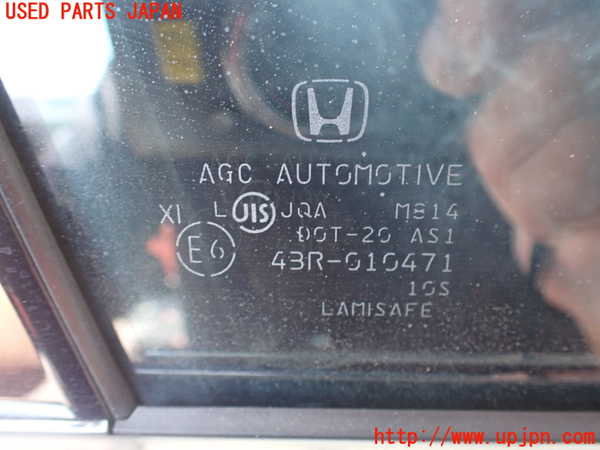 USED PARTS JAPAN
H
AGC AUTOMOTIVE
XI L JIS JQA M814
DOT-20 AS1
E6 43R-010471
10S
LAMISAFE
http://www.upjpn.com/